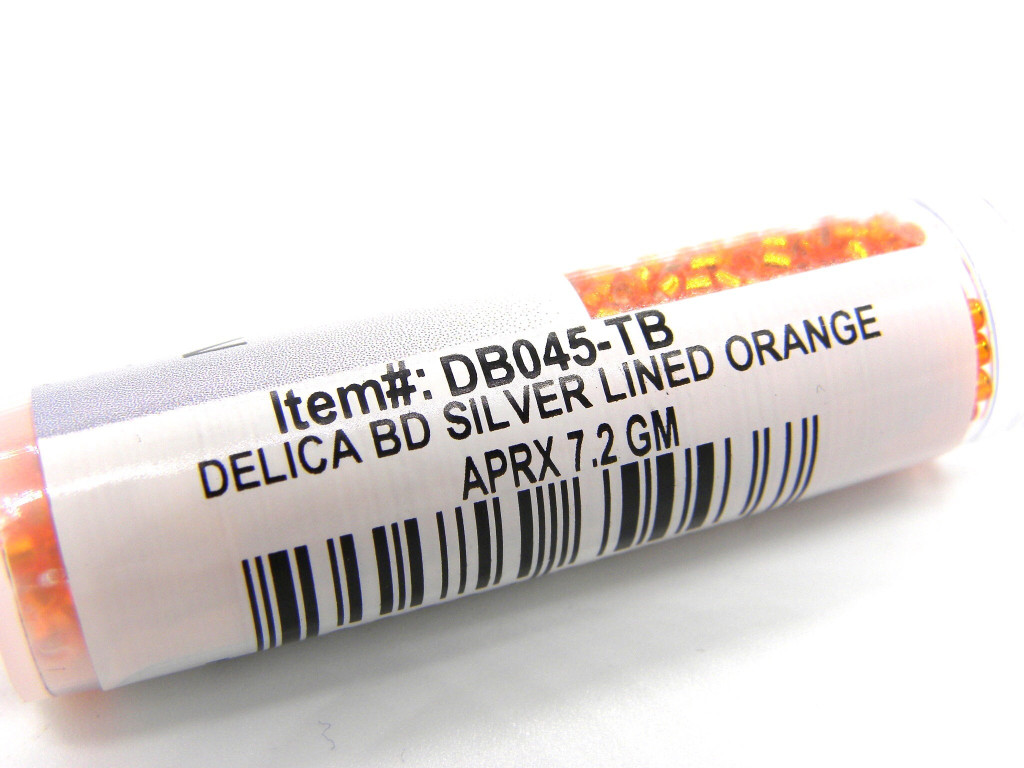 Item#: DB045-TB
DELICA BD SILVER LINED ORANGE
APRX 7.2 GM